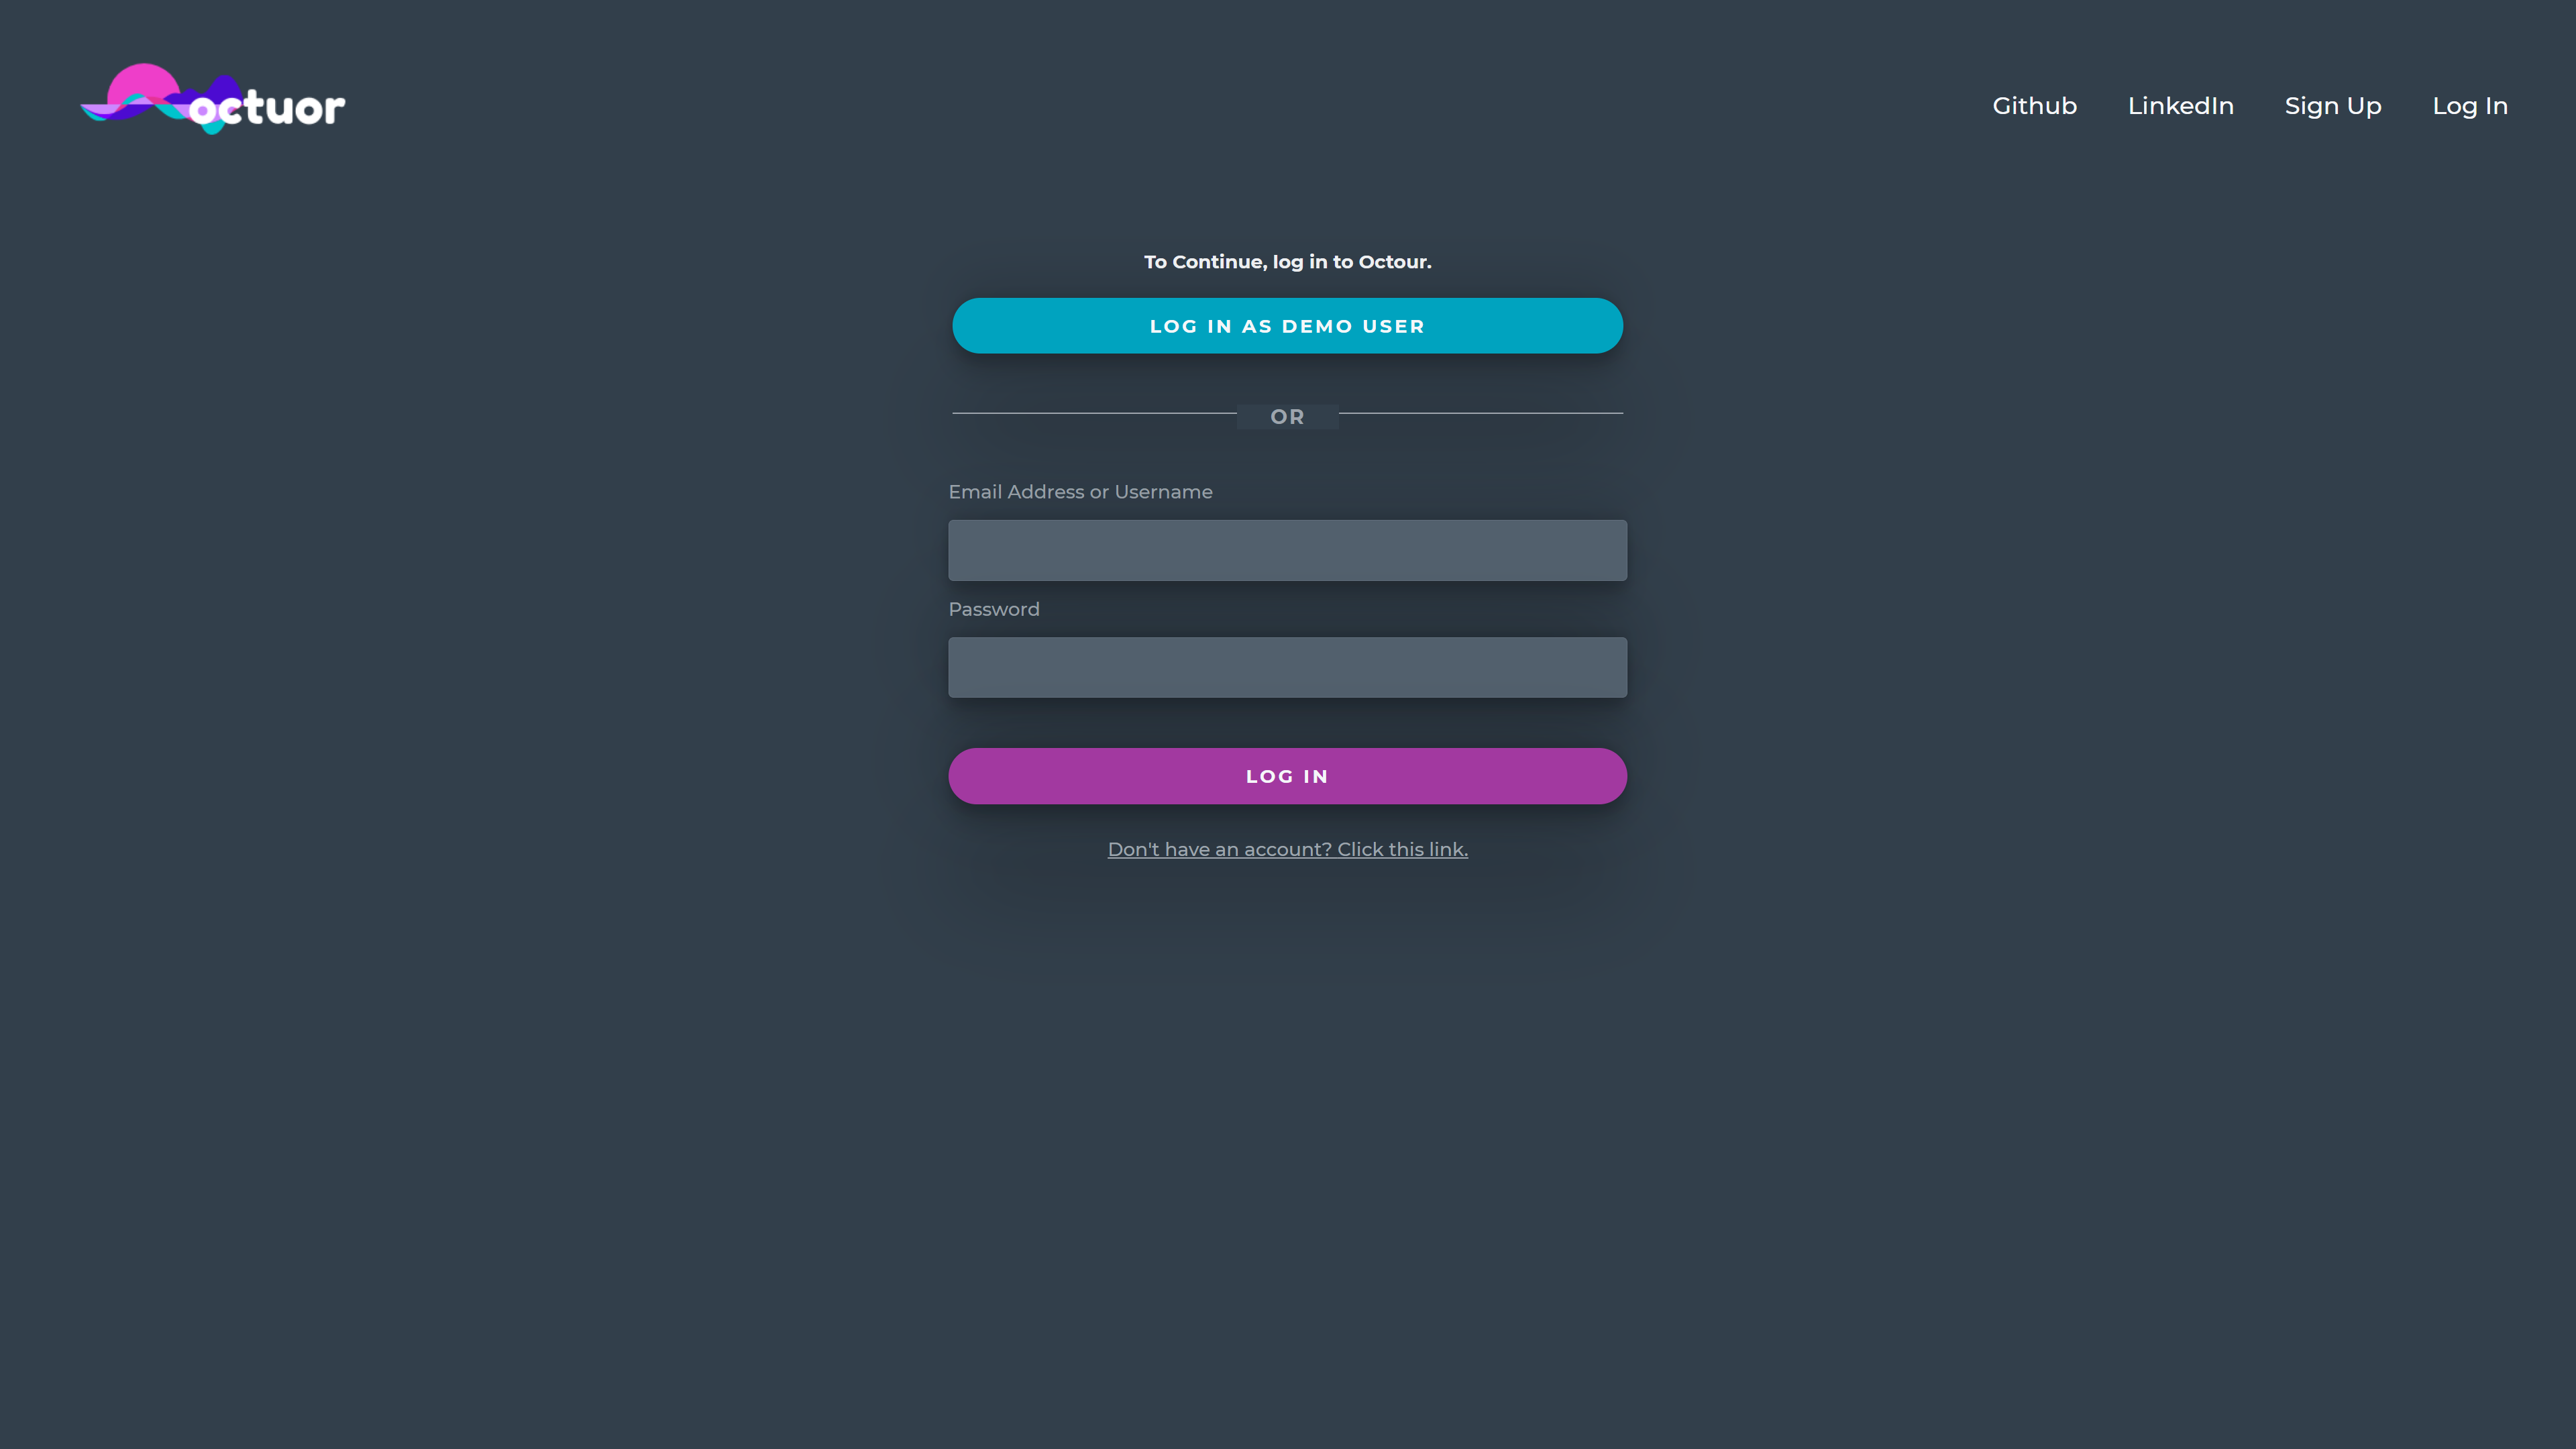 octuor
Github LinkedIn Sign Up Log In
To Continue, log in to Octour.
LOG IN AS DEMO USER
OR
Email Address or Username
Password
LOG IN
Don't have an account? Click this link.